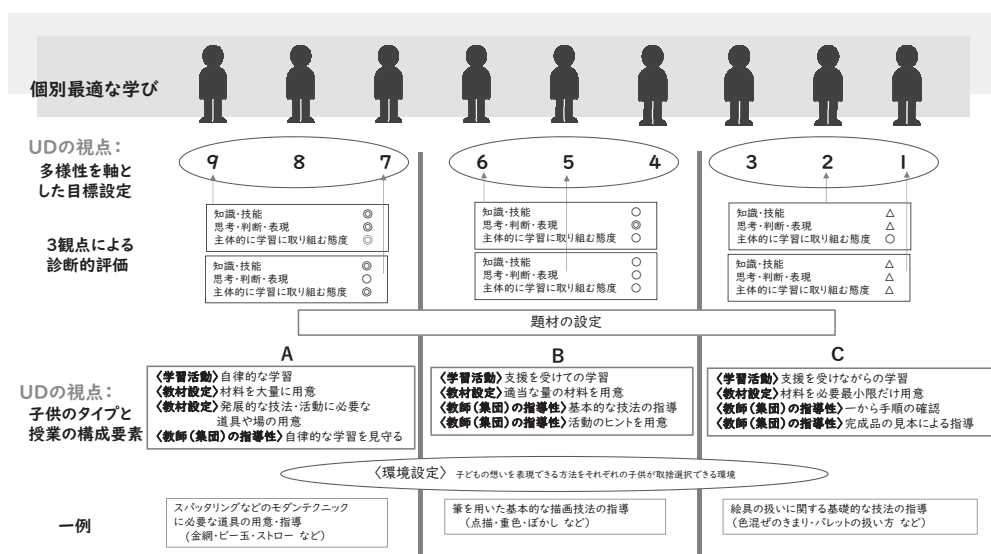 個別最適な学び
UDの視点：
多様性を軸と
した目標設定
9 8 7 6 5 4 3 2 1
3観点による
診断的評価
知識・技能 ◎
思考・判断・表現 ◎
主体的に学習に取り組む態度 ◎
知識・技能 ◎
思考・判断・表現 ○
主体的に学習に取り組む態度 ◎
知識・技能 ○
思考・判断・表現 ◎
主体的に学習に取り組む態度 ○
知識・技能 ○
思考・判断・表現 ○
主体的に学習に取り組む態度 ○
知識・技能 △
思考・判断・表現 △
主体的に学習に取り組む態度 ○
知識・技能 △
思考・判断・表現 △
主体的に学習に取り組む態度 △
題材の設定
UDの視点：
子供のタイプと
授業の構成要素
A
〈学習活動〉自律的な学習
〈教材設定〉材料を大量に用意
〈教材設定〉発展的な技法・活動に必要な
道具や場の用意
〈教師（集団）の指導性〉自律的な学習を見守る
B
〈学習活動〉支援を受けての学習
〈教材設定〉適当な量の材料を用意
〈教師（集団）の指導性〉基本的な技法の指導
〈教師（集団）の指導性〉活動のヒントを用意
C
〈学習活動〉支援を受けながらの学習
〈教材設定〉材料を必要最小限だけ用意
〈教師（集団）の指導性〉一から手順の確認
〈教師（集団）の指導性〉完成品の見本による指導
〈環境設定〉子どもの想いを表現できる方法をそれぞれの子供が取捨選択できる環境
一例
スパッタリングなどのモダンテクニック
に必要な道具の用意・指導
（金網・ビー玉・ストロー など）
筆を用いた基本的な描画技法の指導
（点描・重色・ぼかし など）
絵具の扱いに関する基礎的な技法の指導
（色混ぜのきまり・パレットの扱い方 など）